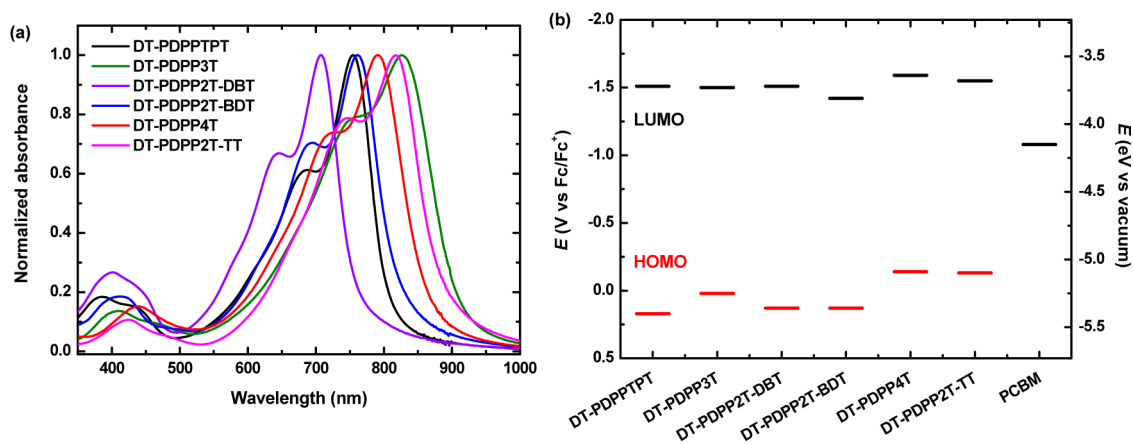 (a)
DT-PDPPTPT
DT-PDPP3T
DT-PDPP2T-DBT
DT-PDPP2T-BDT
DT-PDPP4T
DT-PDPP2T-TT
1.0
0.8
0.6
0.4
0.2
0.0
Normalized absorbance
400 500 600 700 800 900 1000
Wavelength (nm)
(b)
-2.0
-1.5
-1.0
-0.5
0.0
0.5
E (V vs Fc/Fc+)
LUMO
HOMO
-3.5
-4.0
-4.5
-5.0
-5.5
E (eV vs vacuum)
DT-PDPPTPT
DT-PDPP3T
DT-PDPP2T-DBT
DT-PDPP2T-BDT
DT-PDPP4T
DT-PDPP2T-TT
PCBM